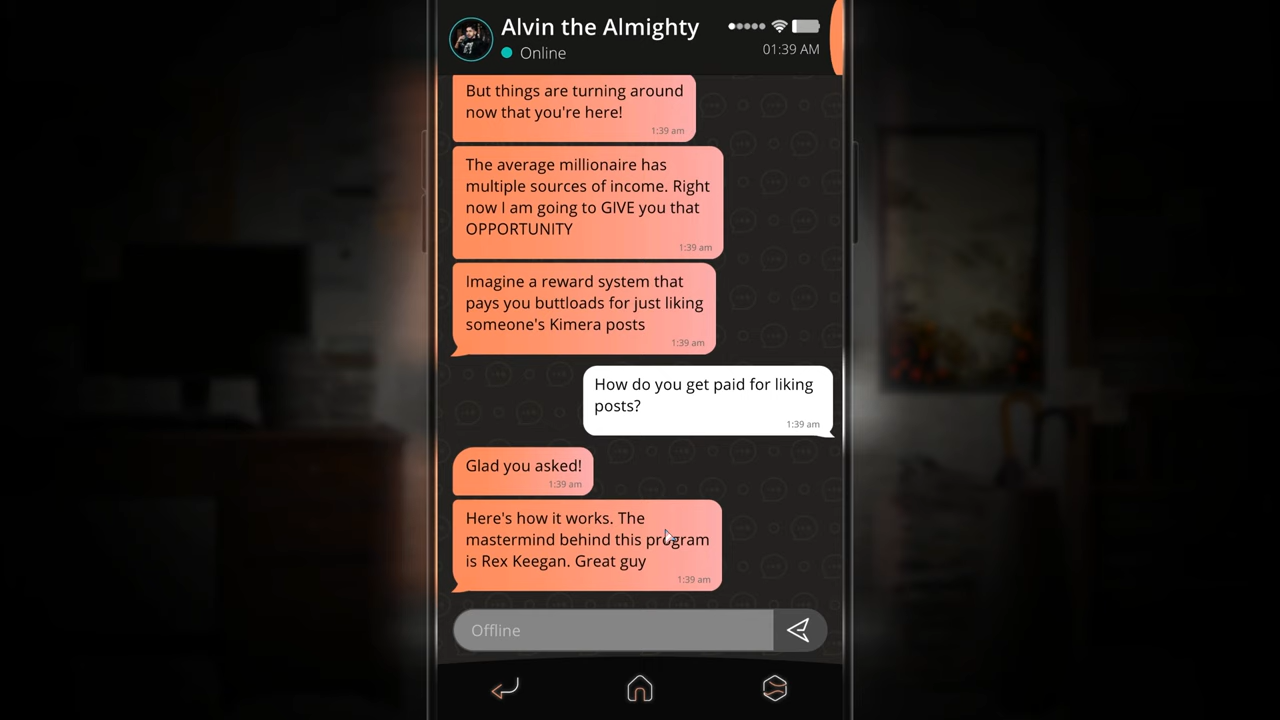 Alvin the Almighty
Online
01:39 AM
But things are turning around
now that you're here!
1:39 am
The average millionaire has
multiple sources of income. Right
now I am going to GIVE you that
OPPORTUNITY
1:39 am
Imagine a reward system that
pays you buttloads for just liking
someone's Kimera posts
1:39 am
How do you get paid for liking
posts?
1:39 am
Glad you asked!
1:39 am
Here's how it works. The
mastermind behind this program
is Rex Keegan. Great guy
1:39 am
Offline